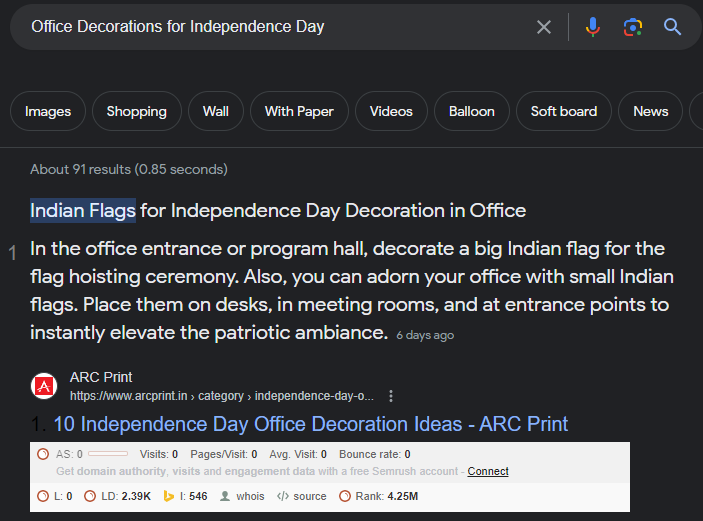 Office Decorations for Independence Day
Images Shopping Wall With Paper Videos Balloon Soft board News
About 91 results (0.85 seconds)
Indian Flags for Independence Day Decoration in Office
1 In the office entrance or program hall, decorate a big Indian flag for the
flag hoisting ceremony. Also, you can adorn your office with small Indian
flags. Place them on desks, in meeting rooms, and at entrance points to
instantly elevate the patriotic ambiance. 6 days ago
ARC Print
https://www.arcprint.in › category › independence-day-o...
1. 10 Independence Day Office Decoration Ideas - ARC Print
AS: 0 Visits: 0 Pages/Visit: 0 Avg. Visit: 0 Bounce rate: 0
Get domain authority, visits and engagement data with a free Semrush account - Connect
L: 0 LD: 2.39K I: 546 whois </> source Rank: 4.25M